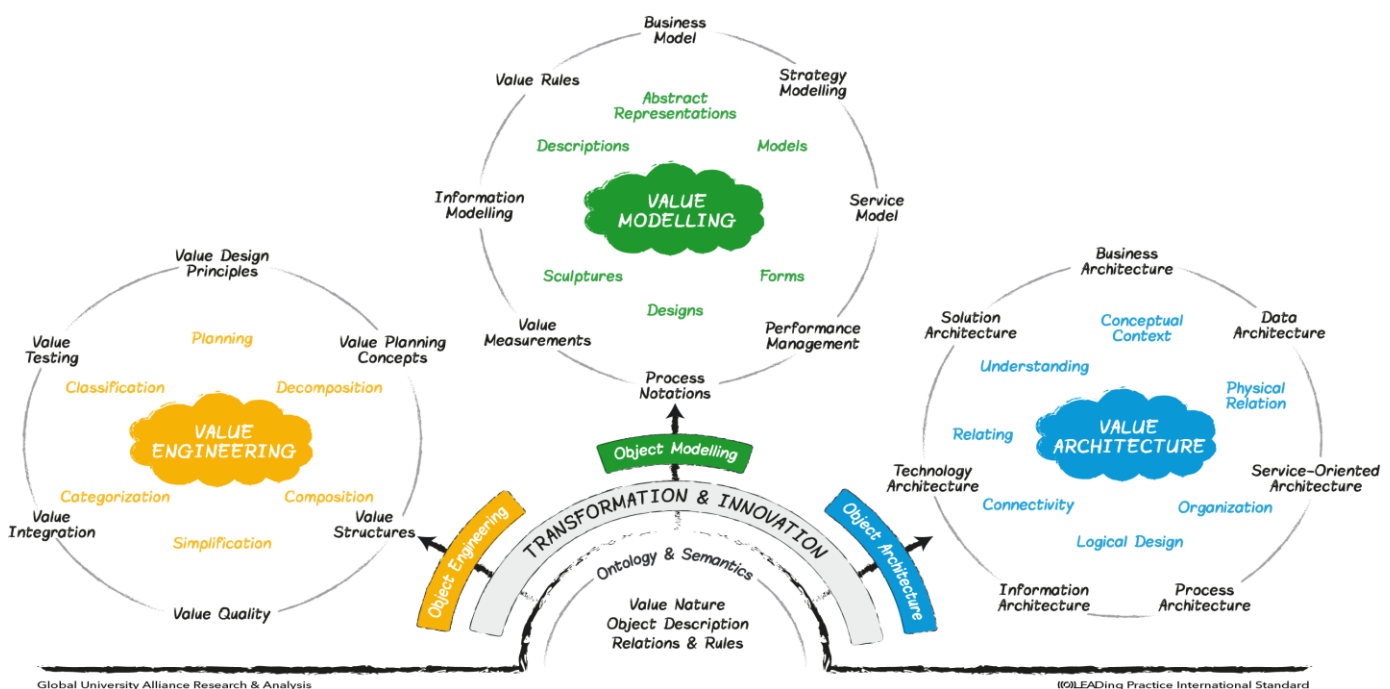 Business
Model
Value Rules
Strategy
Modelling
Abstract
Representations
Descriptions
Models
Information
Modelling
VALUE
MODELLING
Service
Model
Sculptures
Forms
Designs
Value
Measurements
Performance
Management
Process
Notations
Value Design
Principles
Value
Testing
Planning
Value Planning
Concepts
Classification
Decomposition
VALUE
ENGINEERING
Categorization
Composition
Value
Integration
Value
Structures
Simplification
Value Quality
Business
Architecture
Solution
Architecture
Conceptual
Context
Data
Architecture
Understanding
Physical
Relation
Relating
VALUE
ARCHITECTURE
Technology
Architecture
Service-Oriented
Architecture
Connectivity
Organization
Logical Design
Information
Architecture
Process
Architecture
Object Modelling
Object Engineering
TRANSFORMATION & INNOVATION
Object Architecture
Ontology & Semantics
Value Nature
Object Description
Relations & Rules
Global University Alliance Research & Analysis
((O))LEADing Practice International Standard